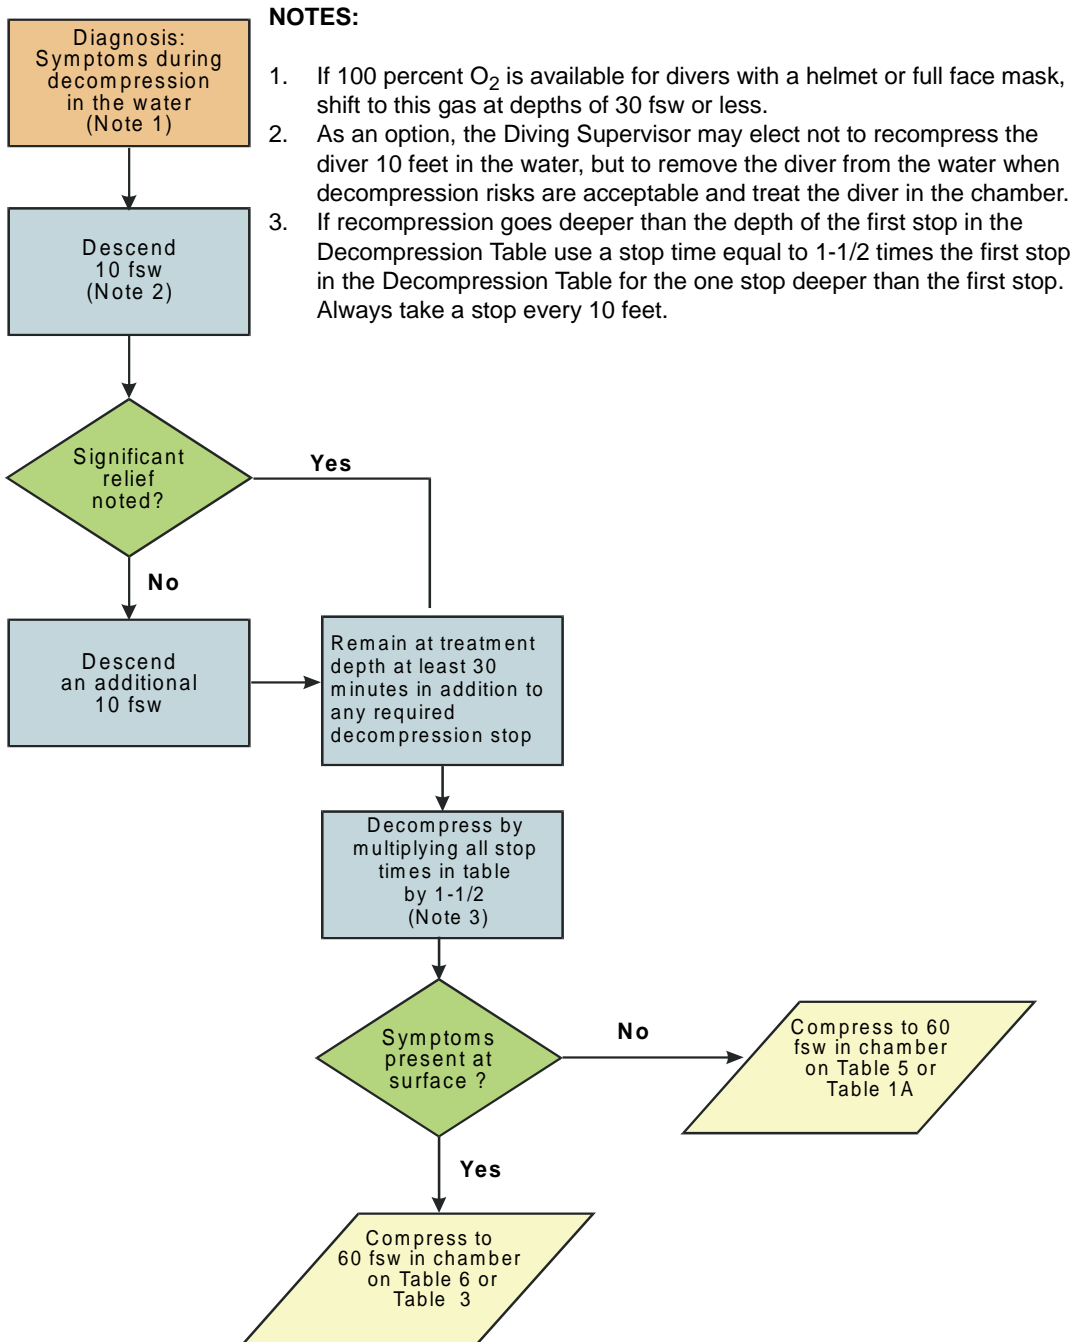 NOTES:
Diagnosis:
Symptoms during
decompression
in the water
(Note 1)
1. If 100 percent O2 is available for divers with a helmet or full face mask,
shift to this gas at depths of 30 fsw or less.
2. As an option, the Diving Supervisor may elect not to recompress the
diver 10 feet in the water, but to remove the diver from the water when
decompression risks are acceptable and treat the diver in the chamber.
3. If recompression goes deeper than the depth of the first stop in the
Decompression Table use a stop time equal to 1-1/2 times the first stop
in the Decompression Table for the one stop deeper than the first stop.
Always take a stop every 10 feet.
Descend
10 fsw
(Note 2)
Significant
relief
noted?
Yes
No
Descend
an additional
10 fsw
Remain at treatment
depth at least 30
minutes in addition to
any required
decompression stop
Decompress by
multiplying all stop
times in table
by 1-1/2
(Note 3)
Symptoms
present at
surface ?
No
Compress to 60
fsw in chamber
on Table 5 or
Table 1A
Yes
Compress to
60 fsw in chamber
on Table 6 or
Table 3